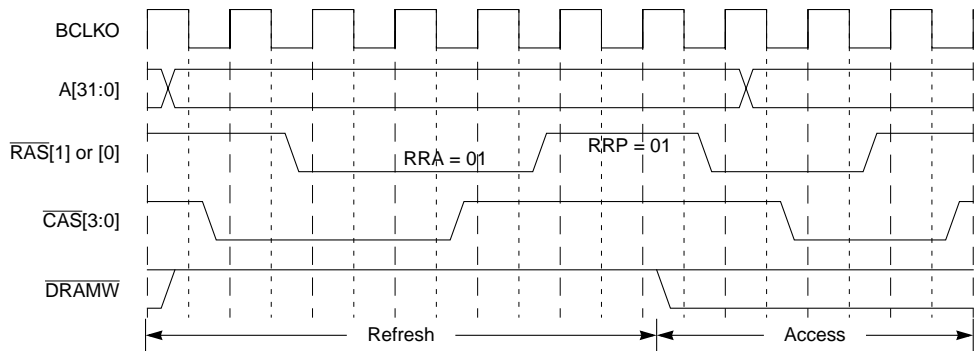 BCLKO
A[31:0]
RAS[1] or [0]
RRA = 01
RRP = 01
CAS[3:0]
DRAMW
Refresh
Access